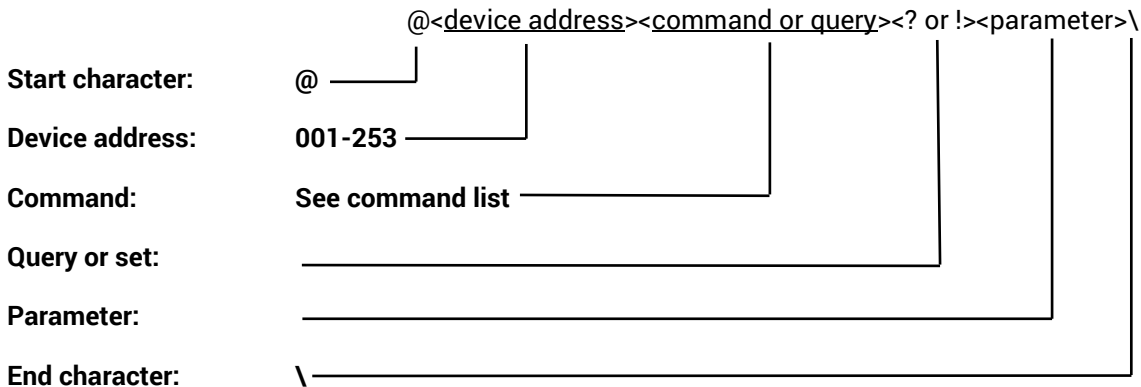 @<device address><command or query><? or !><parameter>\
Start character: @
Device address: 001-253
Command: See command list
Query or set:
Parameter:
End character: \